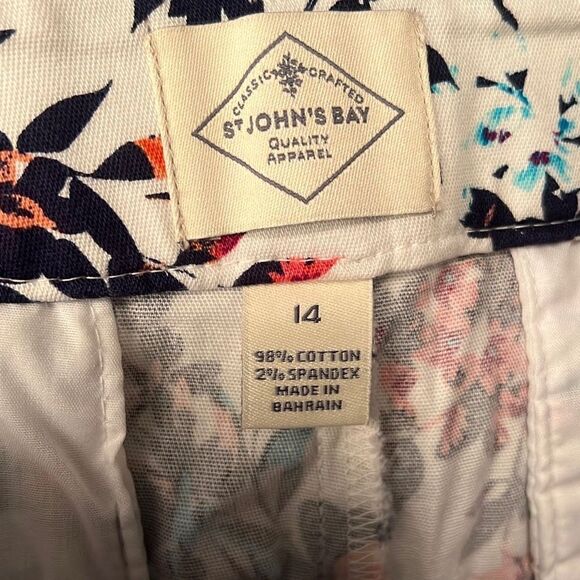 CLASSIC & CRAFTED
ST JOHN'S BAY
QUALITY
APPAREL
14
98% COTTON
2% SPANDEX
MADE IN
BAHRAIN